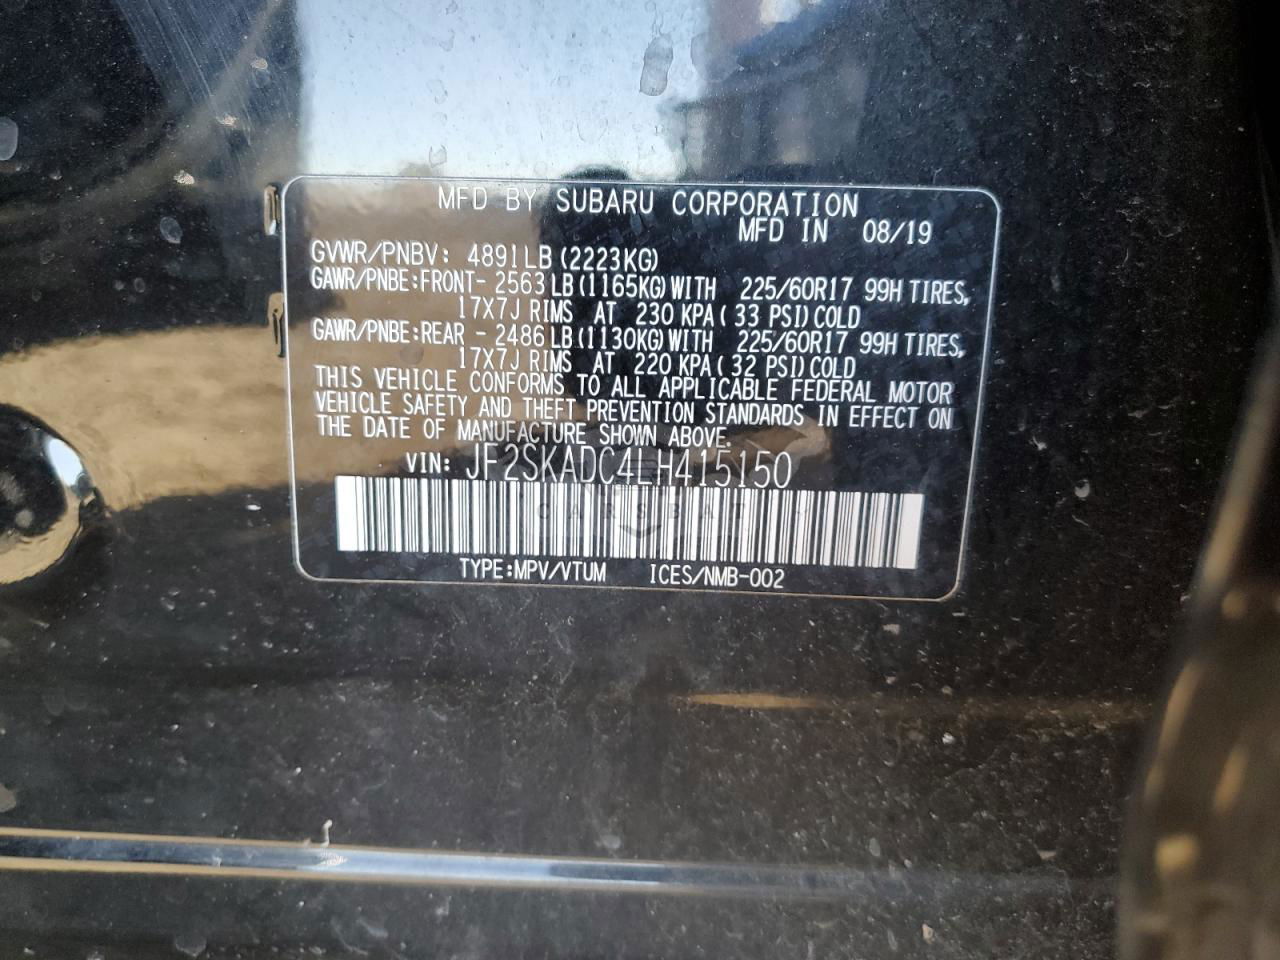 MFD BY SUBARU CORPORATION
MFD IN 08/19
GVWR/PNBV: 4891LB (2223KG)
GAWR/PNBE:FRONT- 2563LB (1165KG) WITH 225/60R17 99H TIRES,
17X7J RIMS AT 230 KPA ( 33 PSI) COLD
GAWR/PNBE:REAR - 2486LB (1130KG) WITH 225/60R17 99H TIRES,
17X7J RIMS AT 220 KPA ( 32 PSI) COLD
THIS VEHICLE CONFORMS TO ALL APPLICABLE FEDERAL MOTOR
VEHICLE SAFETY AND THEFT PREVENTION STANDARDS IN EFFECT ON
THE DATE OF MANUFACTURE SHOWN ABOVE.
VIN: JF2SKADC4LH415150
CARSBAT
TYPE:MPV/VTUM ICES/NMB-002